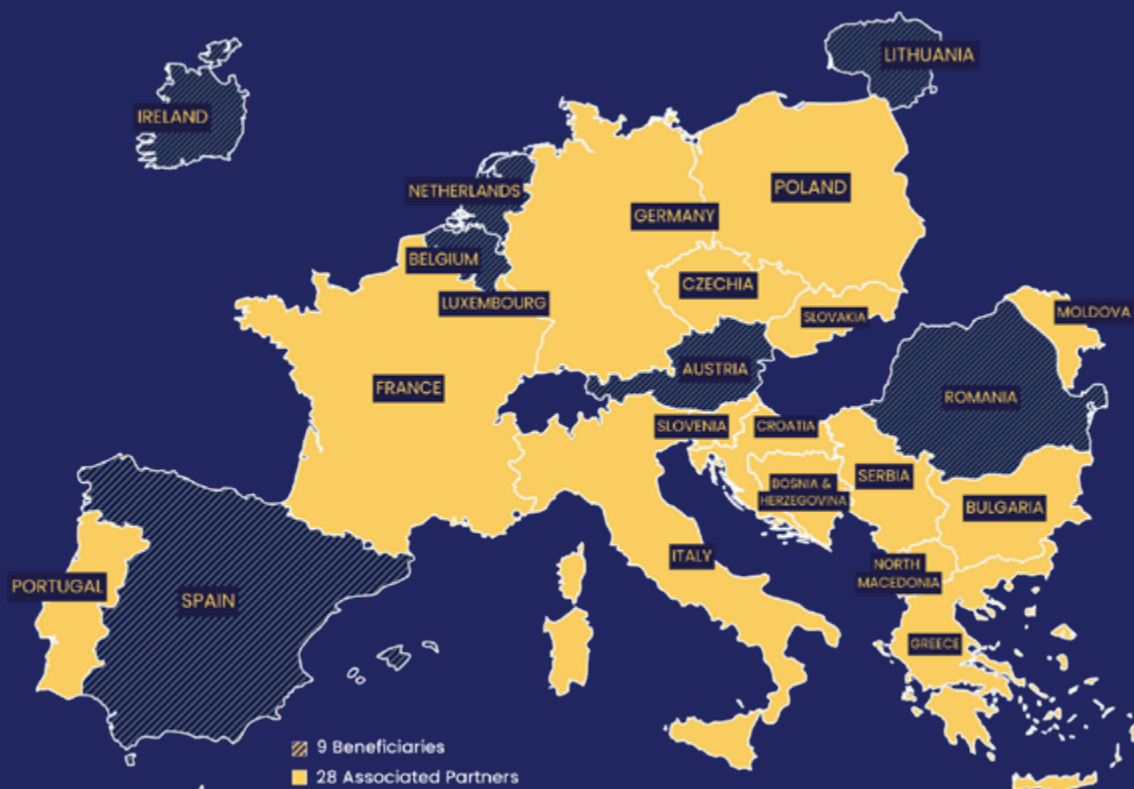 LITHUANIA
IRELAND
NETHERLANDS
POLAND
GERMANY
BELGIUM
CZECHIA
LUXEMBOURG
SLOVAKIA
MOLDOVA
AUSTRIA
FRANCE
ROMANIA
SLOVENIA
CROATIA
SERBIA
BOSNIA &
HERZEGOVINA
BULGARIA
ITALY
NORTH
MACEDONIA
PORTUGAL
SPAIN
GREECE
9 Beneficiaries
28 Associated Partners